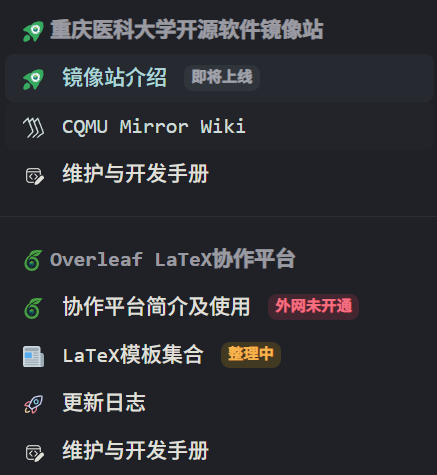 重庆医科大学开源软件镜像站
镜像站介绍 即将上线
CQMU Mirror Wiki
维护与开发手册
Overleaf LaTeX协作平台
协作平台简介及使用 外网未开通
LaTeX模板集合 整理中
更新日志
维护与开发手册